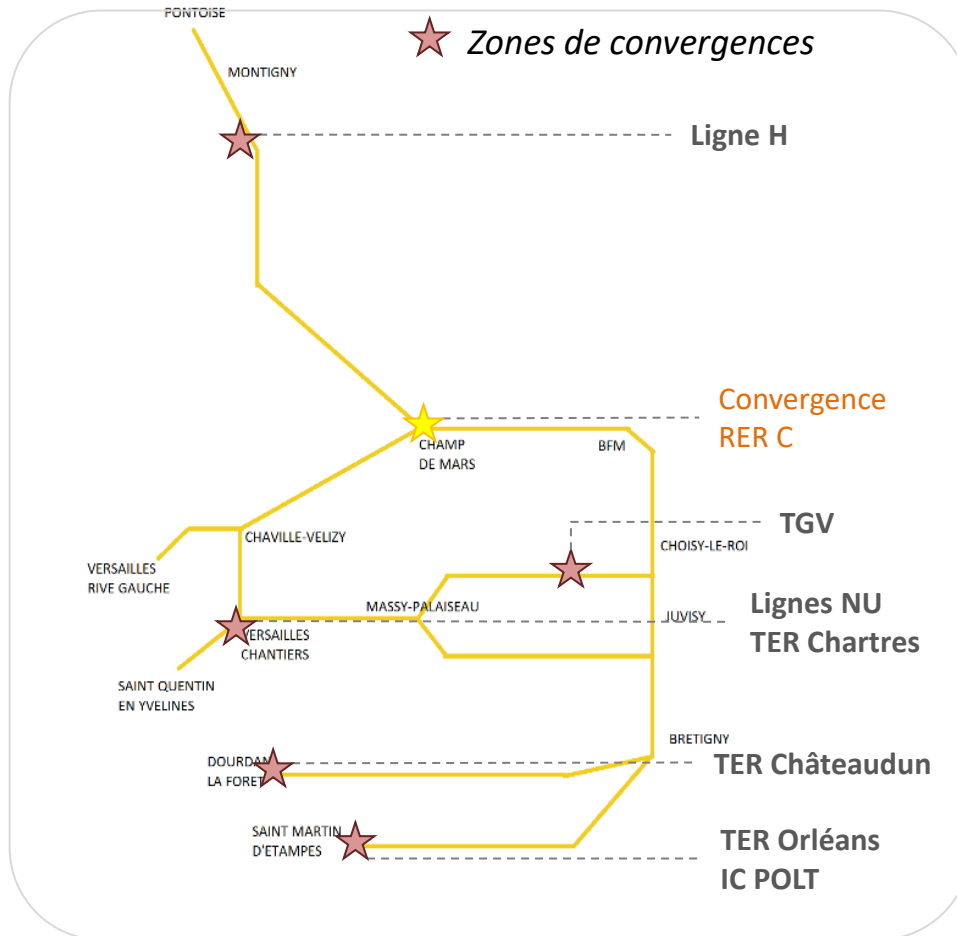 PONTOISE
Zones de convergences
MONTIGNY
Ligne H
Convergence
RER C
CHAMP
DE MARS
BFM
TGV
CHAVILLE-VELIZY
CHOISY-LE-ROI
VERSAILLES
RIVE GAUCHE
MASSY-PALAISEAU
JUVISY
Lignes NU
TER Chartres
VERSAILLES
CHANTIERS
SAINT QUENTIN
EN YVELINES
BRETIGNY
DOURDAN
LA FORET
TER Châteaudun
SAINT MARTIN
D'ETAMPES
TER Orléans
IC POLT